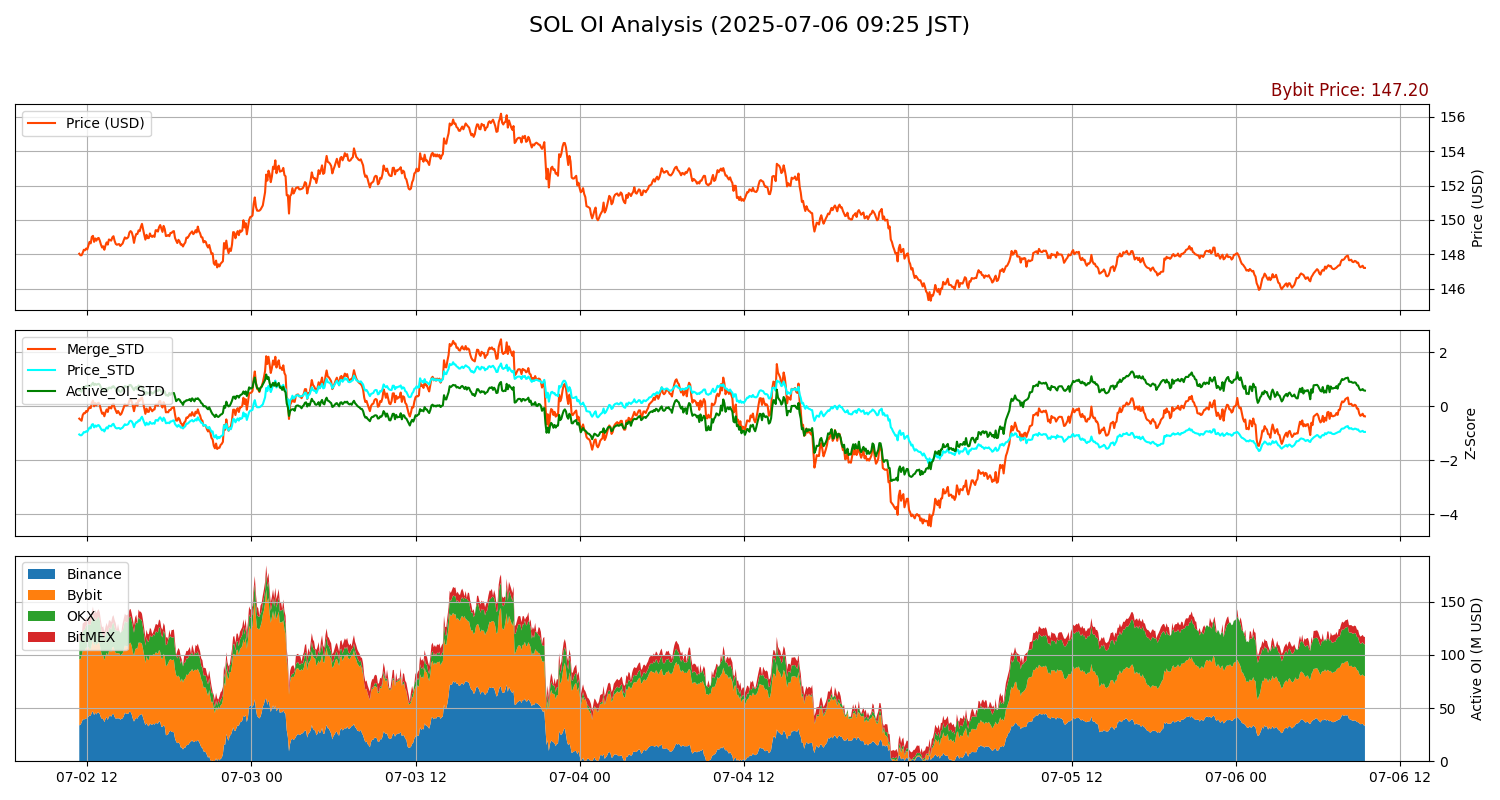 SOL OI Analysis (2025-07-06 09:25 JST)
Bybit Price: 147.20
Price (USD)
156
154
152
150
148
146
Price (USD)
Merge_STD
Price_STD
Active_OI_STD
2
0
−2
−4
Z-Score
Binance
Bybit
OKX
BitMEX
150
100
50
0
Active OI (M USD)
07-02 12
07-03 00
07-03 12
07-04 00
07-04 12
07-05 00
07-05 12
07-06 00
07-06 12